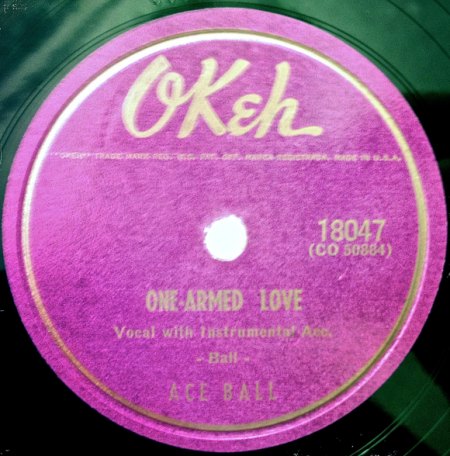 OKeh
"OKEH" TRADE MARK REG. U.S. PAT. OFF. MARCA REGISTRADA. MADE IN U.S.A.
18047
(CO 50884)
ONE-ARMED LOVE
Vocal with Instrumental Acc.
- Ball -
ACE BALL